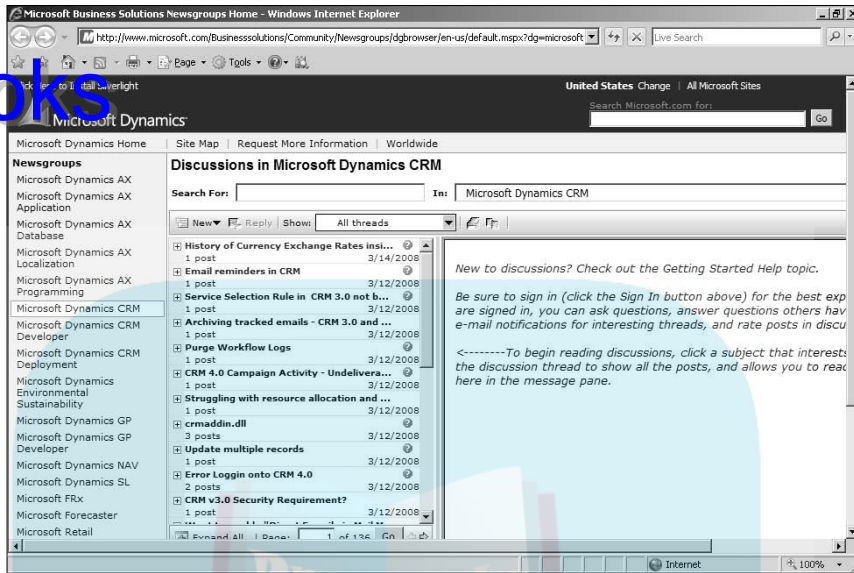 Microsoft Business Solutions Newsgroups Home - Windows Internet Explorer
http://www.microsoft.com/Businesssolutions/Community/Newsgroups/dgbrowser/en-us/default.mspx?dg=microsoft
Live Search
Page Tools
to Install Silverlight
United States Change | All Microsoft Sites
oks
Microsoft Dynamics
Search Microsoft.com for:
Go
Microsoft Dynamics Home | Site Map | Request More Information | Worldwide
Newsgroups
Microsoft Dynamics AX
Microsoft Dynamics AX
Application
Microsoft Dynamics AX
Database
Microsoft Dynamics AX
Localization
Microsoft Dynamics AX
Programming
Microsoft Dynamics CRM
Microsoft Dynamics CRM
Developer
Microsoft Dynamics CRM
Deployment
Microsoft Dynamics
Environmental
Sustainability
Microsoft Dynamics GP
Microsoft Dynamics GP
Developer
Microsoft Dynamics NAV
Microsoft Dynamics SL
Microsoft FRx
Microsoft Forecaster
Microsoft Retail
Discussions in Microsoft Dynamics CRM
Search For: In: Microsoft Dynamics CRM
New Reply Show: All threads
History of Currency Exchange Rates insi...
1 post 3/14/2008
Email reminders in CRM
1 post 3/12/2008
Service Selection Rule in CRM 3.0 not b...
1 post 3/12/2008
Archiving tracked emails - CRM 3.0 and ...
1 post 3/12/2008
Purge Workflow Logs
1 post 3/12/2008
CRM 4.0 Campaign Activity - Undelivera...
1 post 3/12/2008
Struggling with resource allocation and ...
1 post 3/12/2008
crmaddin.dll
3 posts 3/12/2008
Update multiple records
1 post 3/12/2008
Error Loggin onto CRM 4.0
2 posts 3/12/2008
CRM v3.0 Security Requirement?
1 post 3/12/2008
Expand All | Page: 1 of 136 Go
New to discussions? Check out the Getting Started Help topic.
Be sure to sign in (click the Sign In button above) for the best exp
are signed in, you can ask questions, answer questions others hav
e-mail notifications for interesting threads, and rate posts in discu
<--------To begin reading discussions, click a subject that interests
the discussion thread to show all the posts, and allows you to read
here in the message pane.
Internet 100%